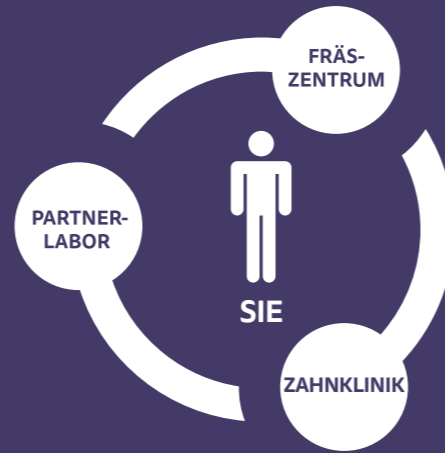 FRÄS-
ZENTRUM
PARTNER-
LABOR
SIE
ZAHNKLINIK